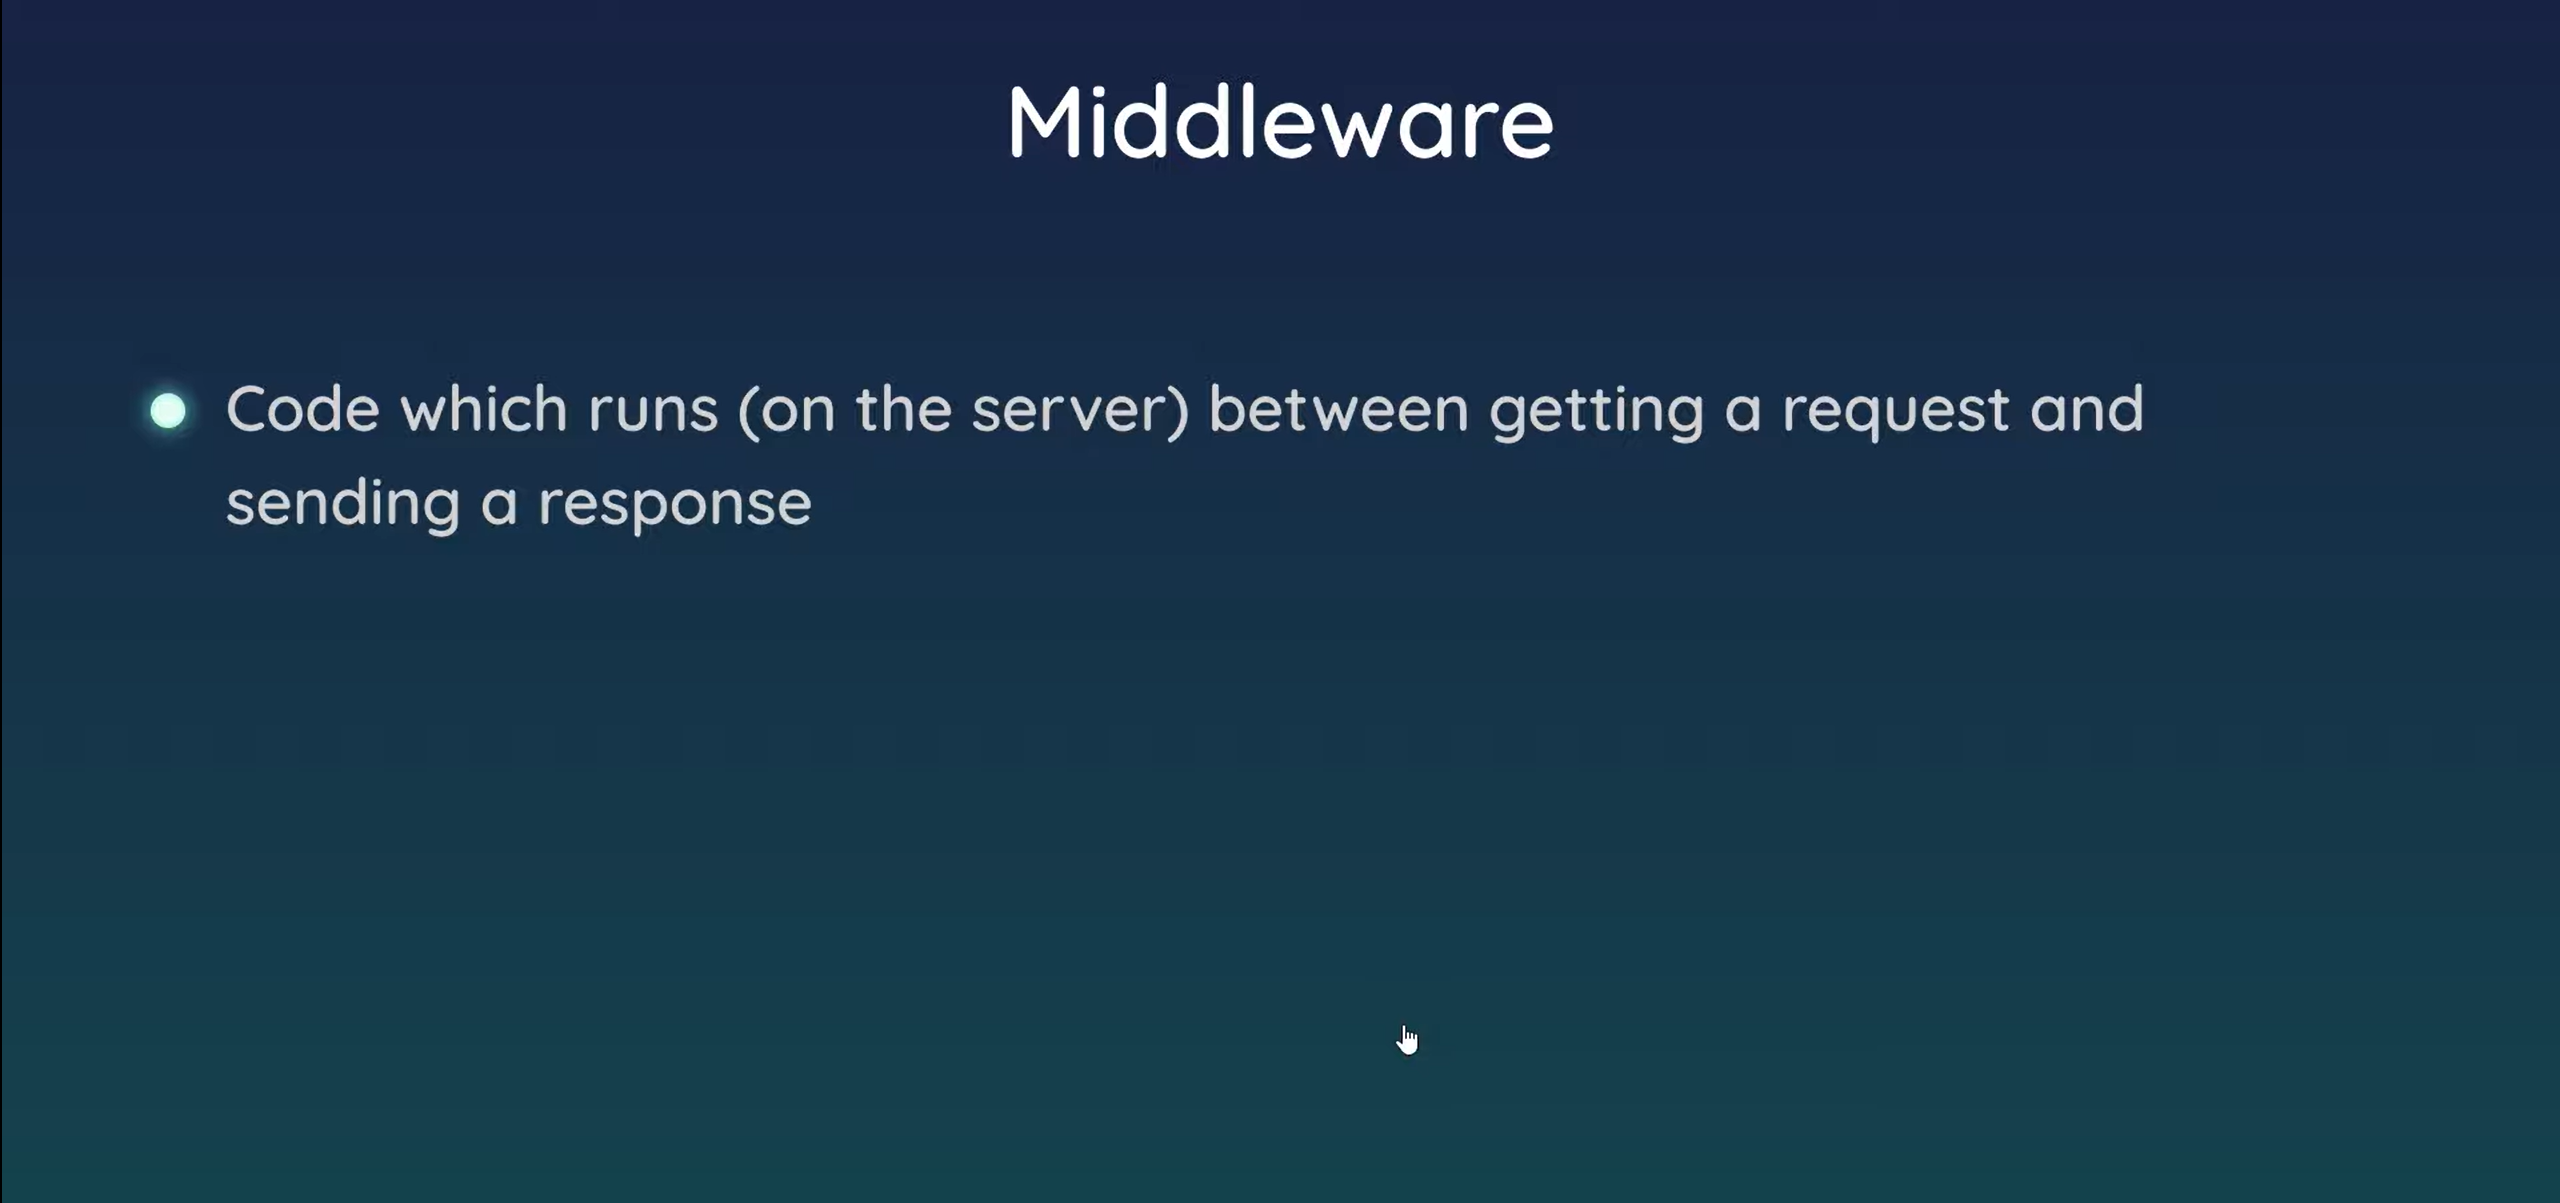 Middleware
Code which runs (on the server) between getting a request and
sending a response